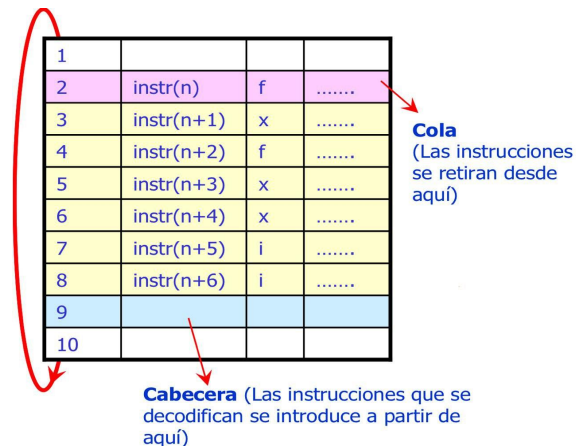 1
2 instr(n) f .......
3 instr(n+1) x .......
4 instr(n+2) f .......
5 instr(n+3) x .......
6 instr(n+4) x .......
7 instr(n+5) i .......
8 instr(n+6) i .......
9
10
Cola
(Las instrucciones
se retiran desde
aquí)
Cabecera (Las instrucciones que se
decodifican se introduce a partir de
aquí)